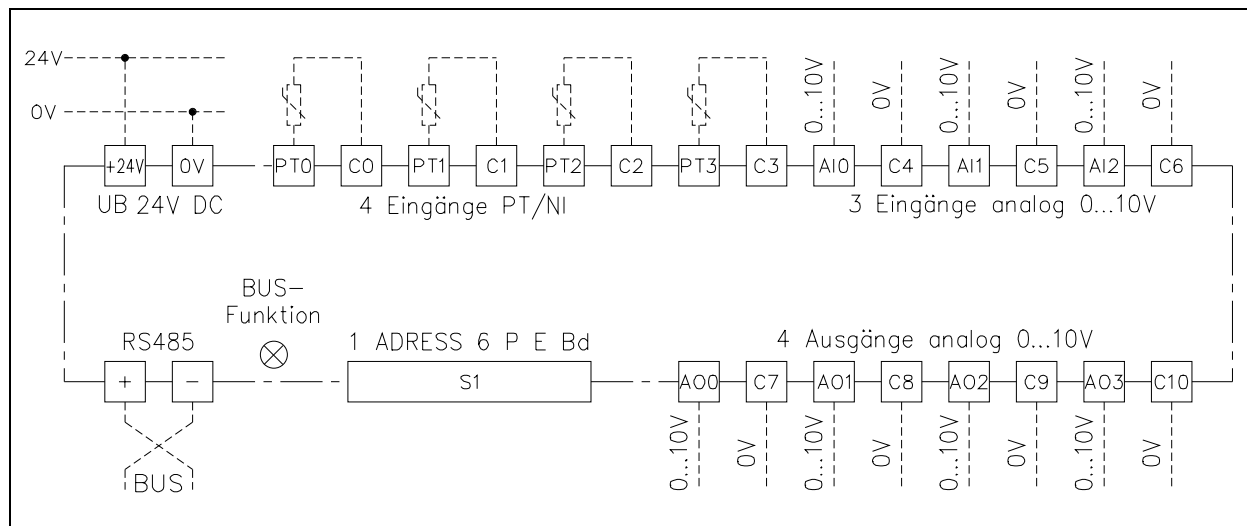 24V
0V
0...10V 0V 0...10V 0V 0...10V 0V
+24V 0V PT0 C0 PT1 C1 PT2 C2 PT3 C3 AI0 C4 AI1 C5 AI2 C6
UB 24V DC 4 Eingänge PT/NI 3 Eingänge analog 0...10V
BUS-
Funktion
RS485 1 ADRESS 6 P E Bd 4 Ausgänge analog 0...10V
+ - S1 AO0 C7 AO1 C8 AO2 C9 AO3 C10
0...10V 0V 0...10V 0V 0...10V 0V 0...10V 0V
BUS